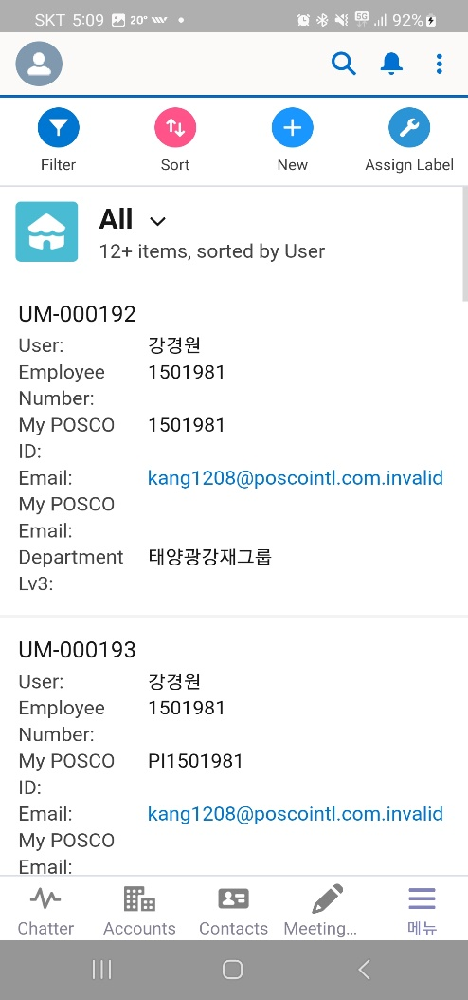 SKT 5:09 20° 5G 92%
Filter Sort New Assign Label
All
12+ items, sorted by User
UM-000192
User: 강경원
Employee 1501981
Number:
My POSCO 1501981
ID:
Email: kang1208@poscointl.com.invalid
My POSCO
Email:
Department 태양광강재그룹
Lv3:
UM-000193
User: 강경원
Employee 1501981
Number:
My POSCO PI1501981
ID:
Email: kang1208@poscointl.com.invalid
My POSCO
Email:
Chatter Accounts Contacts Meeting... 메뉴